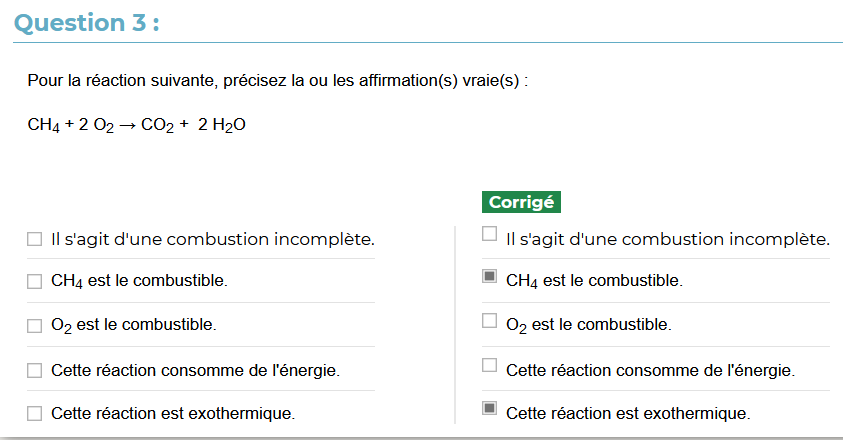 Question 3 :
Pour la réaction suivante, précisez la ou les affirmation(s) vraie(s) :
CH4 + 2 O2 → CO2 + 2 H2O
Il s'agit d'une combustion incomplète.
CH4 est le combustible.
O2 est le combustible.
Cette réaction consomme de l'énergie.
Cette réaction est exothermique.
Corrigé
Il s'agit d'une combustion incomplète.
CH4 est le combustible.
O2 est le combustible.
Cette réaction consomme de l'énergie.
Cette réaction est exothermique.